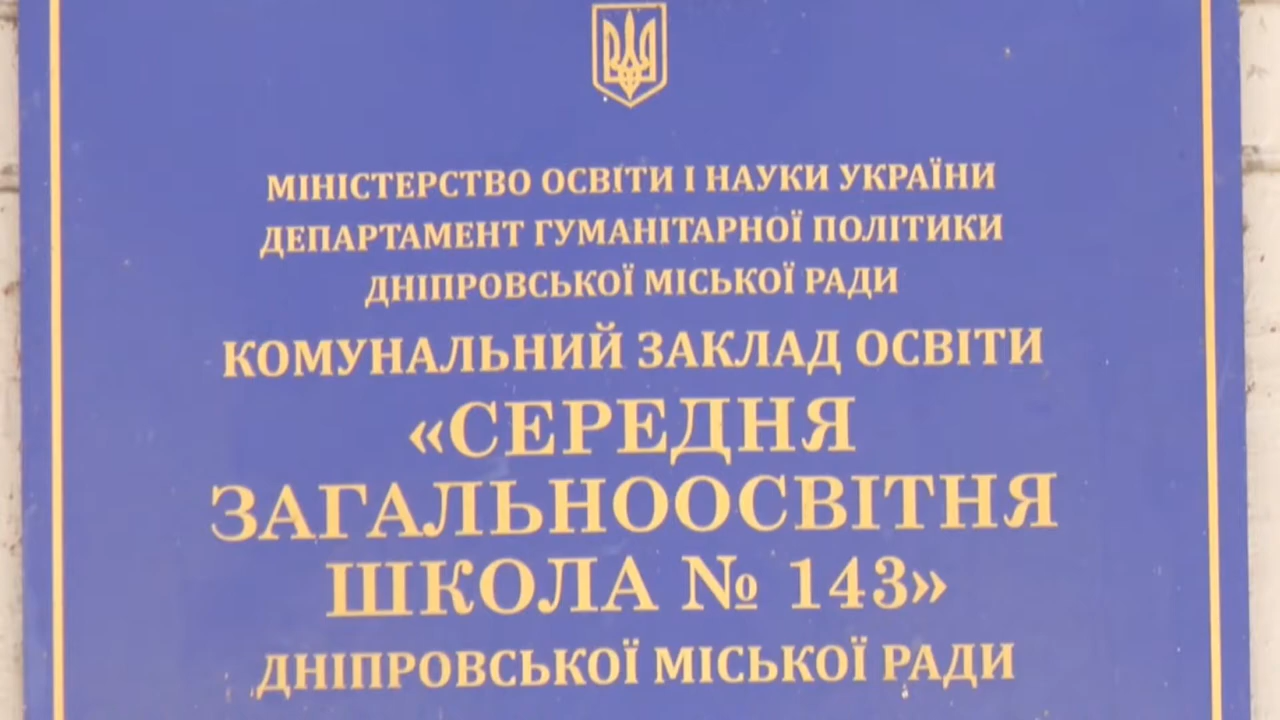 МІНІСТЕРСТВО ОСВІТИ І НАУКИ УКРАЇНИ
ДЕПАРТАМЕНТ ГУМАНІТАРНОЇ ПОЛІТИКИ
ДНІПРОВСЬКОЇ МІСЬКОЇ РАДИ
КОМУНАЛЬНИЙ ЗАКЛАД ОСВІТИ
«СЕРЕДНЯ
ЗАГАЛЬНООСВІТНЯ
ШКОЛА № 143»
ДНІПРОВСЬКОЇ МІСЬКОЇ РАДИ